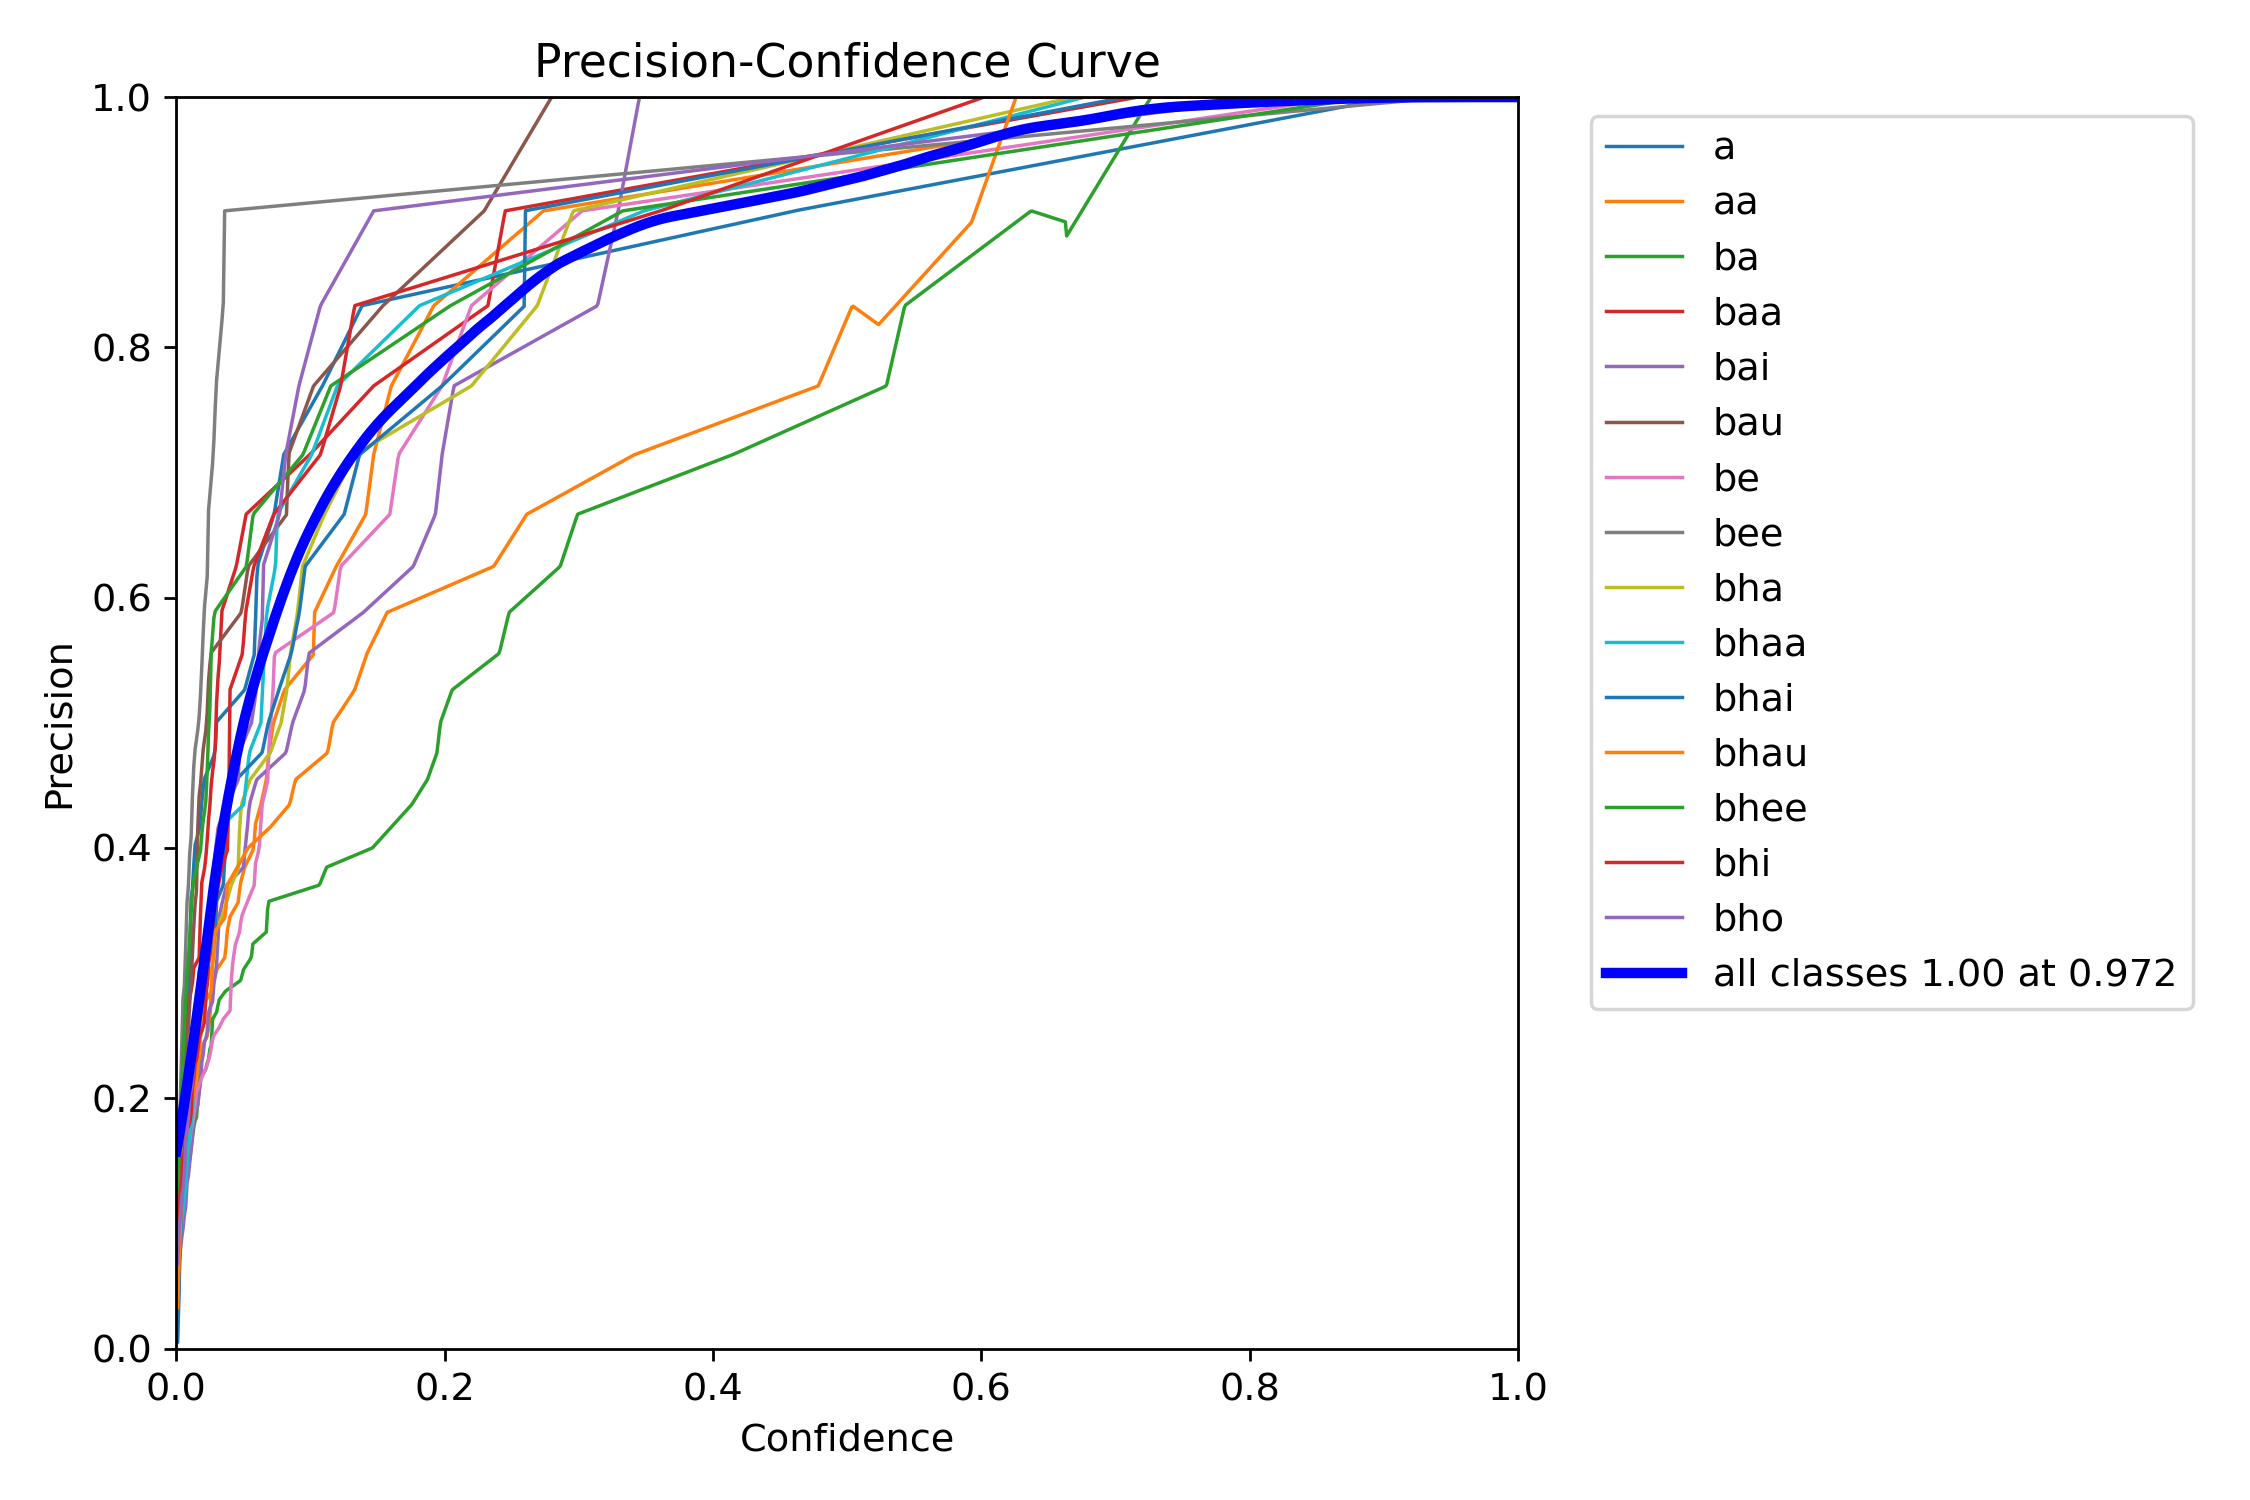 Precision-Confidence Curve
1.0
0.8
0.6
0.4
0.2
0.0
Precision
0.0 0.2 0.4 0.6 0.8 1.0
Confidence
a
aa
ba
baa
bai
bau
be
bee
bha
bhaa
bhai
bhau
bhee
bhi
bho
all classes 1.00 at 0.972